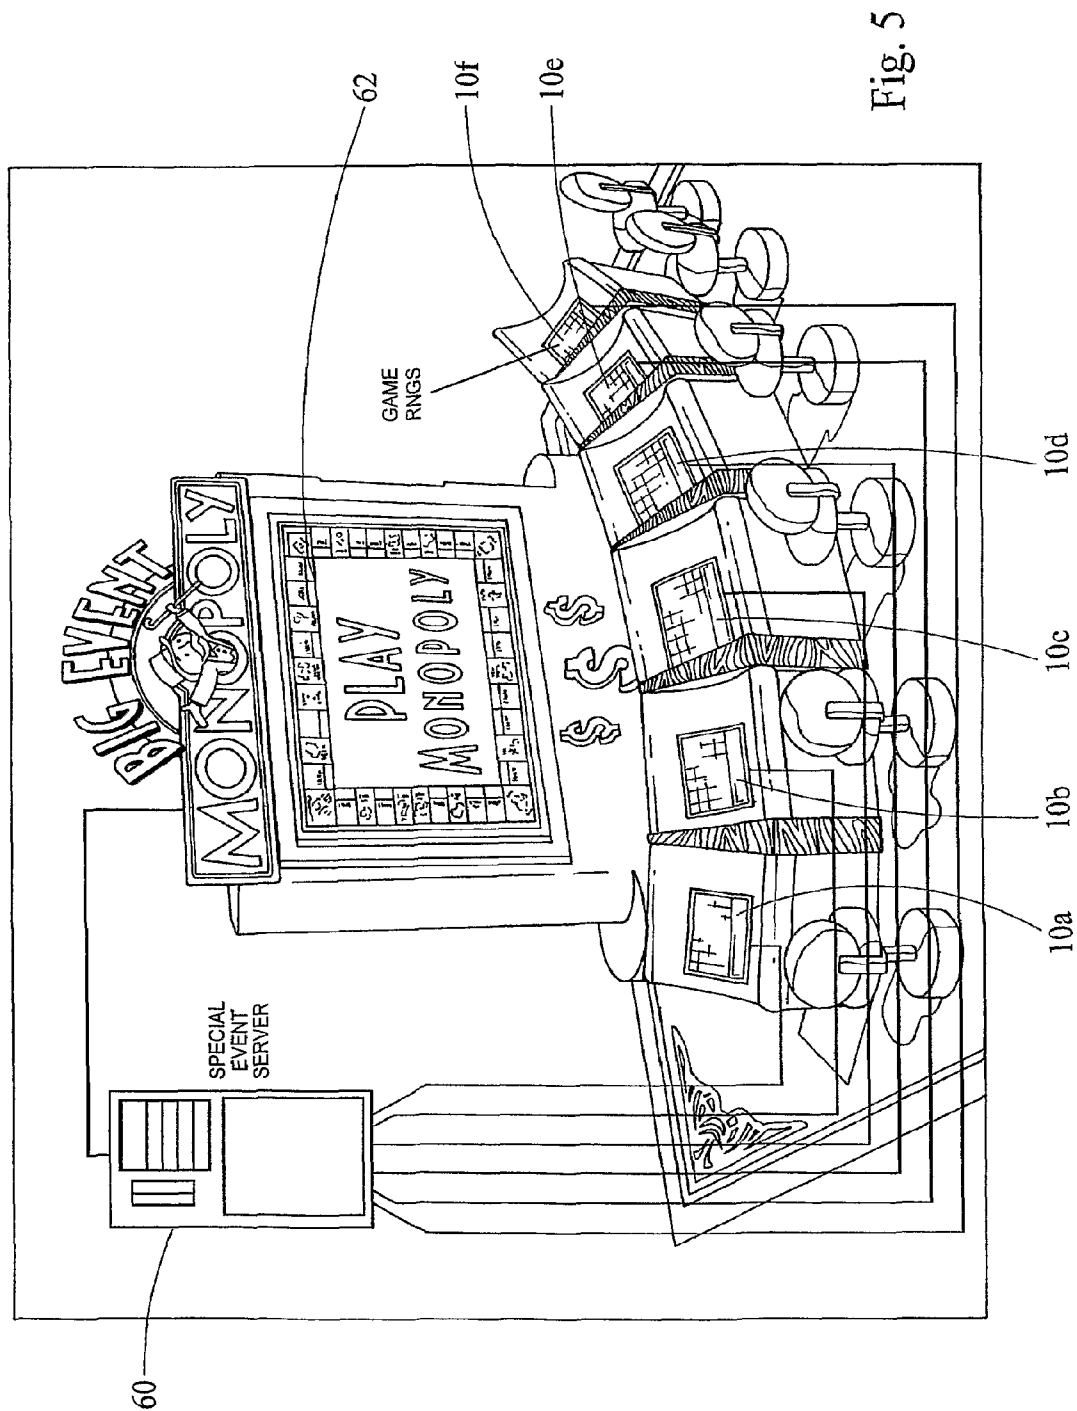 BIG EVENT
MONOPOLY
PLAY
MONOPOLY
$ $ $
SPECIAL
EVENT
SERVER
GAME
RNGS
60
62
10f
10e
10d
10c
10b
10a
Fig. 5